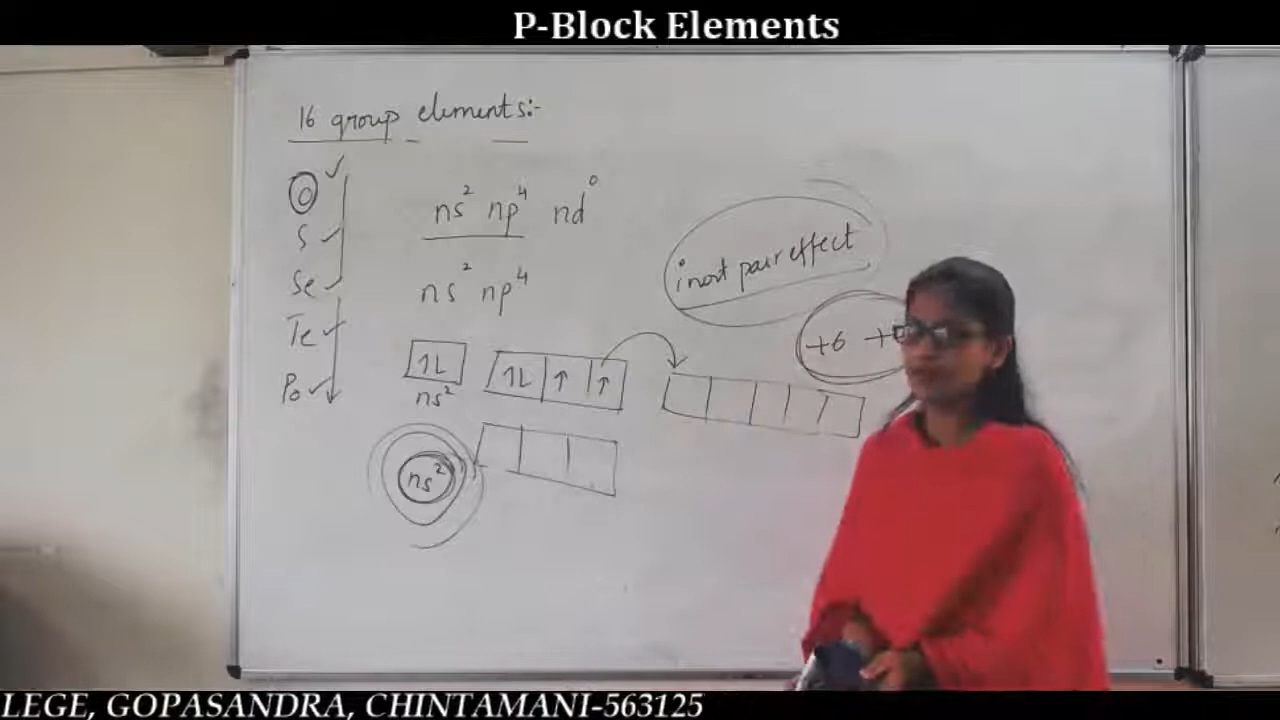 P-Block Elements
16 group elements:-
O
S
Se
Te
Po
ns² np⁴ nd⁰
ns² np⁴
inert pair effect
+6 +
ns²
ns²
LEGE, GOPASANDRA, CHINTAMANI-563125